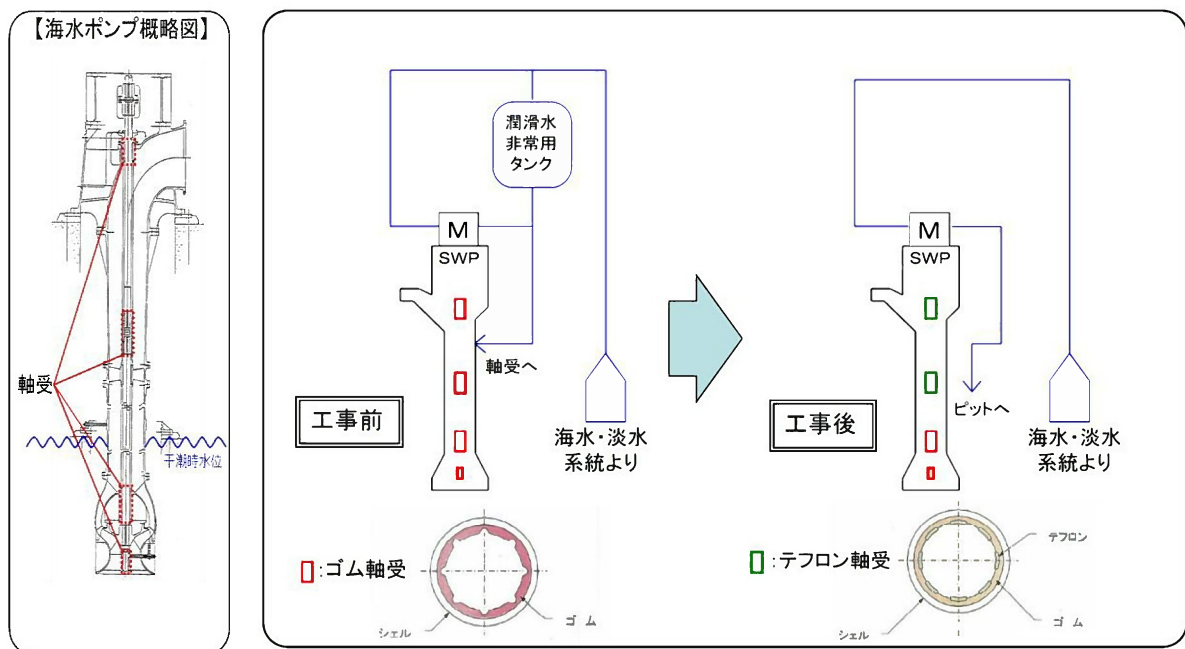 【海水ポンプ概略図】
軸受
干潮時水位
潤滑水
非常用
タンク
M
SWP
軸受へ
工事前
海水・淡水
系統より
:ゴム軸受
シェル
ゴム
M
SWP
ピットへ
工事後
海水・淡水
系統より
:テフロン軸受
テフロン
シェル
ゴム